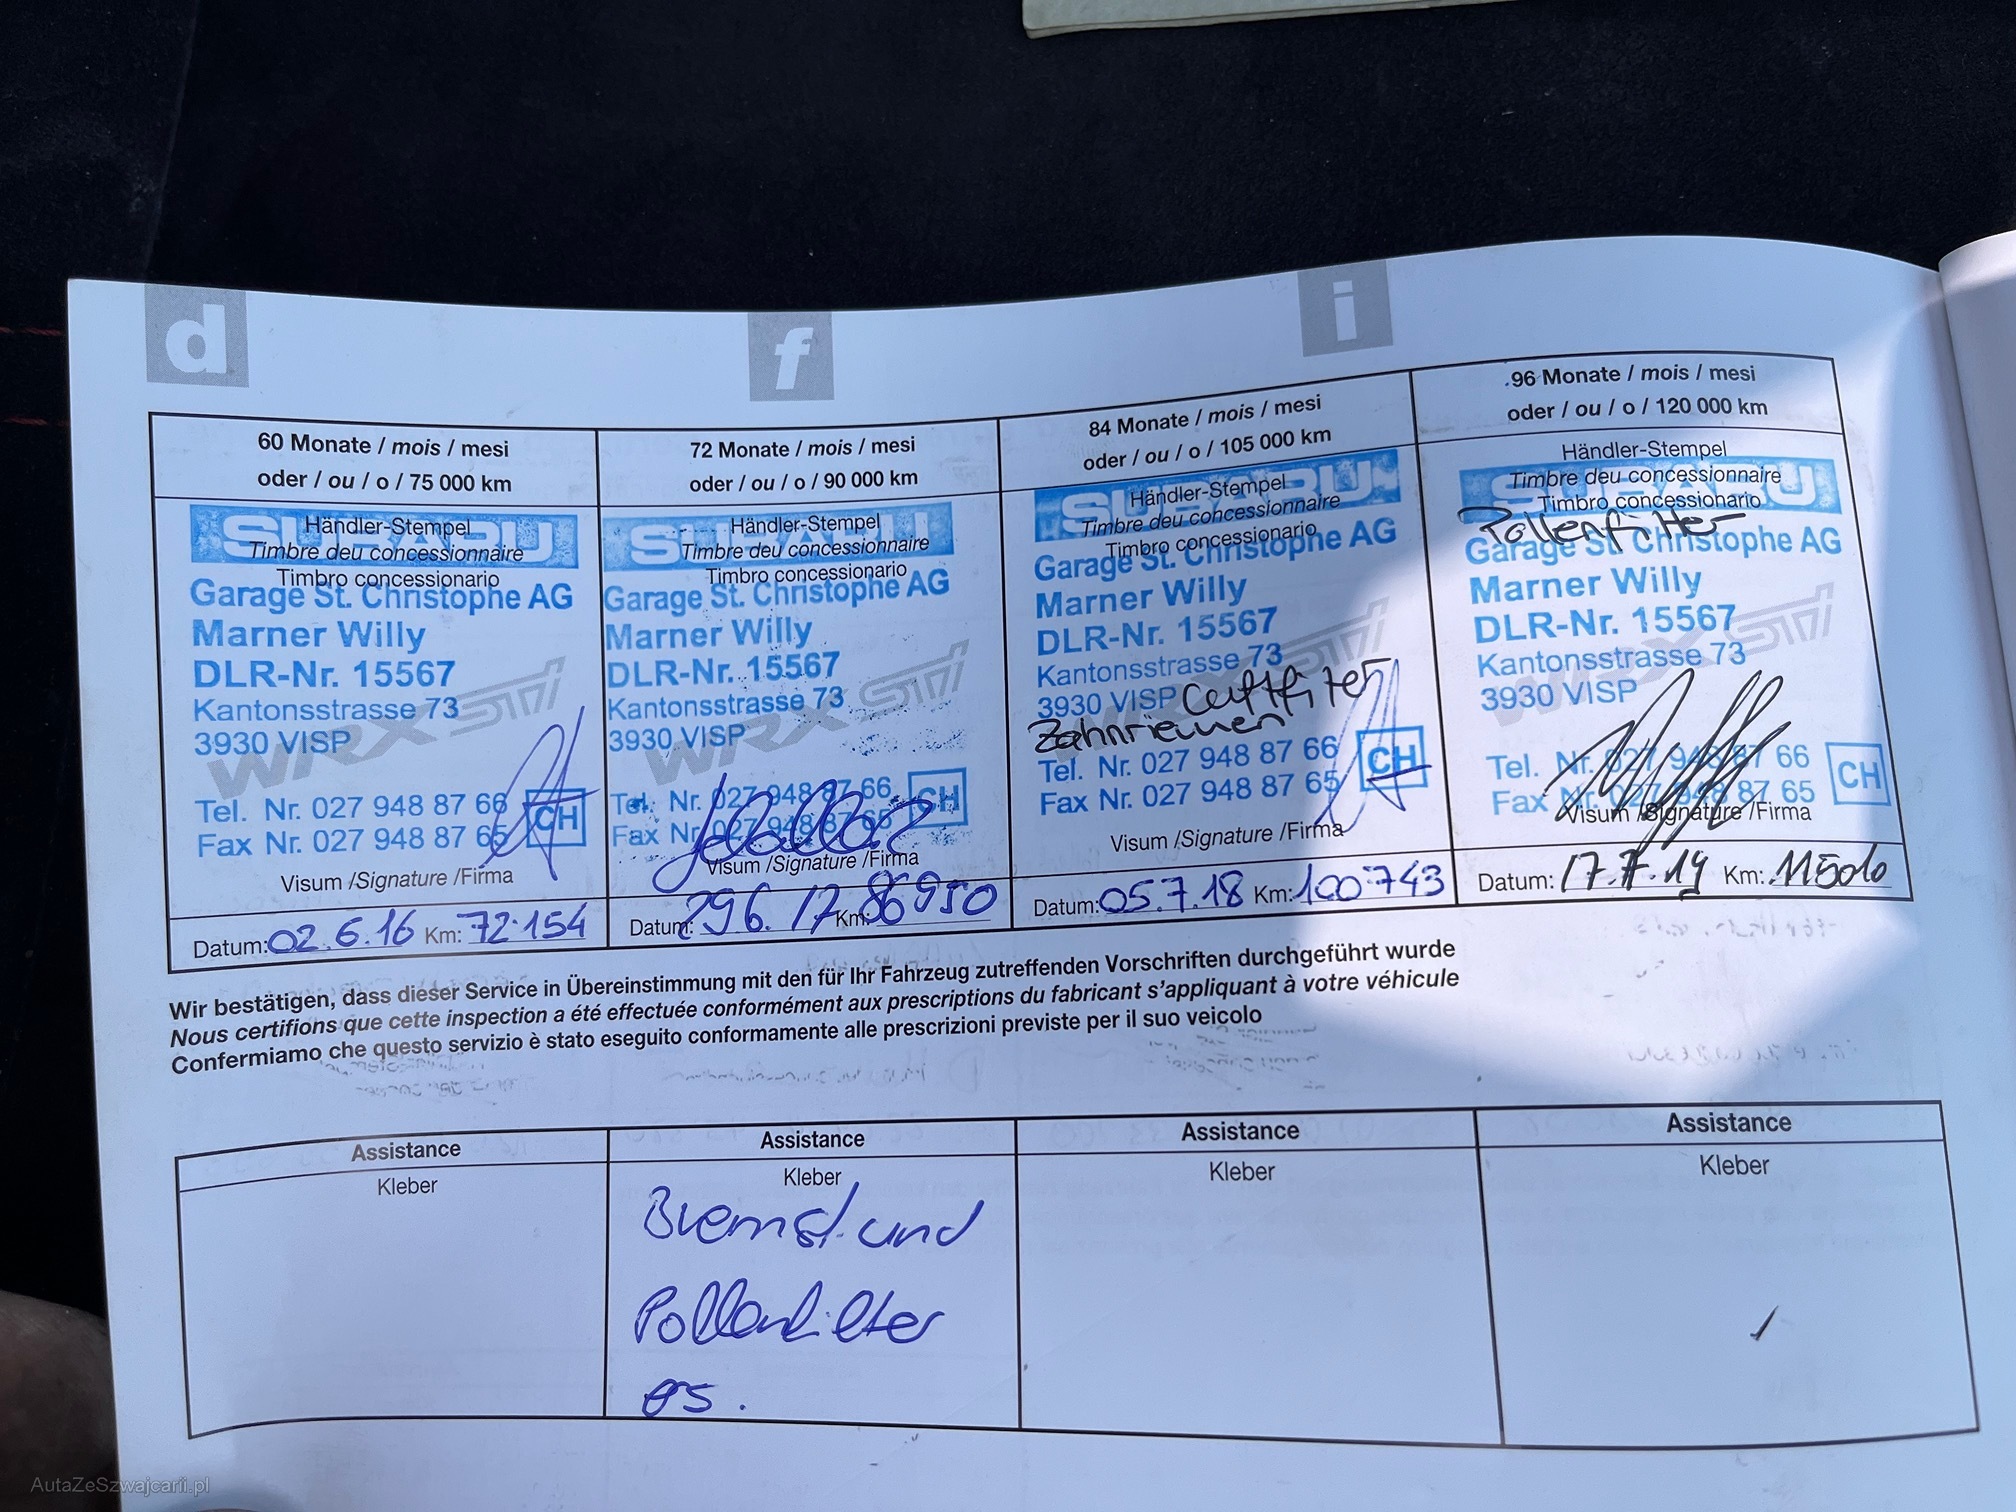 d
f
i
60 Monate / mois / mesi
oder / ou / o / 75 000 km
SUBARU
Händler-Stempel
Timbre deu concessionnaire
Timbro concessionario
Garage St. Christophe AG
Marner Willy
DLR-Nr. 15567
Kantonsstrasse 73
3930 VISP
WRX STI
Tel. Nr. 027 948 87 66
Fax Nr. 027 948 87 65
CH
Visum /Signature /Firma
Datum: 02.6.16 Km: 72.154
72 Monate / mois / mesi
oder / ou / o / 90 000 km
SUBARU
Händler-Stempel
Timbre deu concessionnaire
Timbro concessionario
Garage St. Christophe AG
Marner Willy
DLR-Nr. 15567
Kantonsstrasse 73
3930 VISP
WRX STI
Tel. Nr. 027 948 87 66
Fax Nr. 027 948 87 65
CH
Visum /Signature /Firma
Datum: 296.17 Km: 86950
84 Monate / mois / mesi
oder / ou / o / 105 000 km
SUBARU
Händler-Stempel
Timbre deu concessionnaire
Timbro concessionario
Garage St. Christophe AG
Marner Willy
DLR-Nr. 15567
Kantonsstrasse 73
3930 VISP Luftfilter
Zahnriemen
Tel. Nr. 027 948 87 66
Fax Nr. 027 948 87 65
CH
Visum /Signature /Firma
Datum: 05.7.18 Km: 100743
.96 Monate / mois / mesi
oder / ou / o / 120 000 km
SUBARU
Händler-Stempel
Timbre deu concessionnaire
Timbro concessionario
Pollenfilter
Garage St. Christophe AG
Marner Willy
DLR-Nr. 15567
Kantonsstrasse 73
3930 VISP
WRX STI
Tel. Nr. 027 948 87 66
Fax Nr. 027 948 87 65
CH
Visum /Signature /Firma
Datum: 17.7.19 Km: 115010
Wir bestätigen, dass dieser Service in Übereinstimmung mit den für Ihr Fahrzeug zutreffenden Vorschriften durchgeführt wurde
Nous certifions que cette inspection a été effectuée conformément aux prescriptions du fabricant s'appliquant à votre véhicule
Confermiamo che questo servizio è stato eseguito conformamente alle prescrizioni previste per il suo veicolo
Assistance
Kleber
Assistance
Kleber
Bremsfl. und
Pollenfilter
ers.
Assistance
Kleber
Assistance
Kleber
AutaZeSzwajcarii.pl